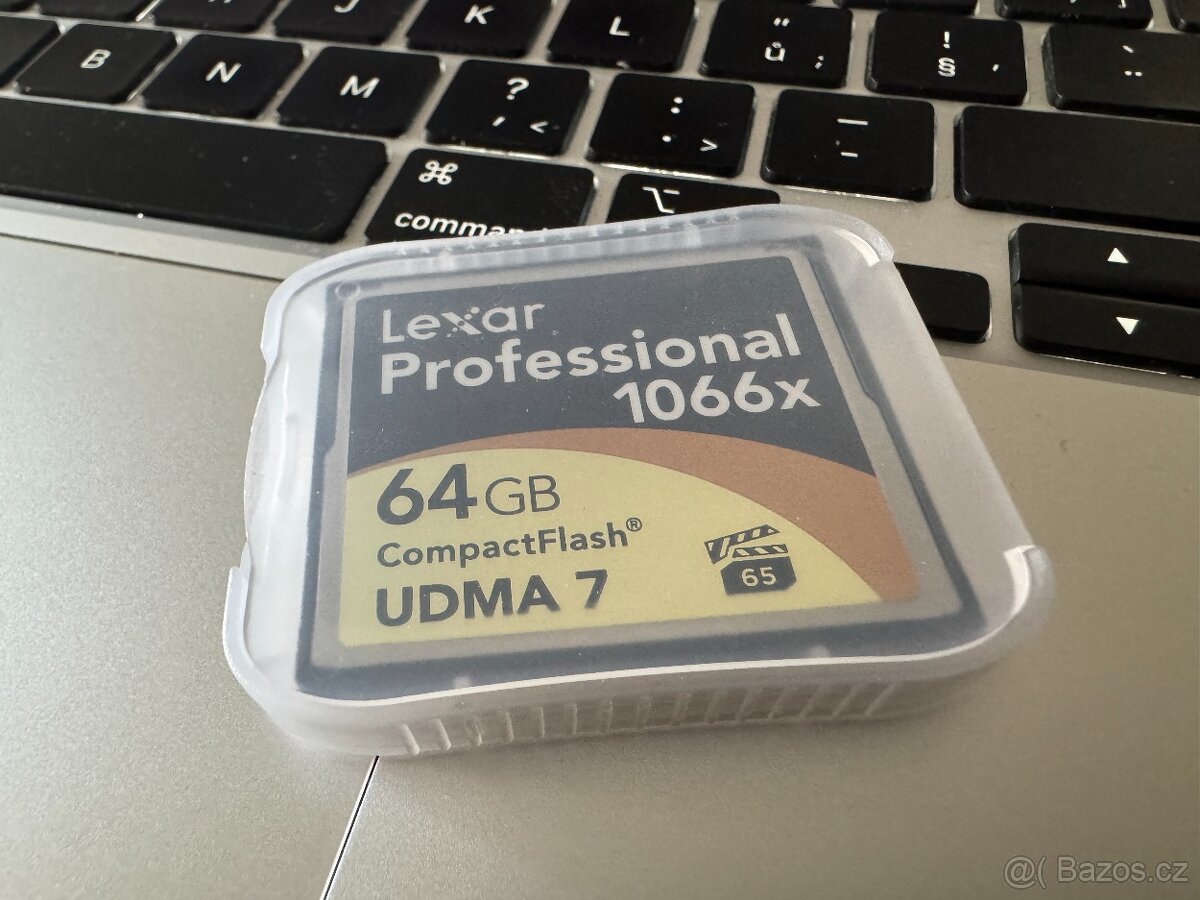 J K L " ů ; ! § ' ˇ ¨
B N M ? , < : . > — -
⌘ ⌥
command
▲
▼
Lexar
Professional
1066x
64GB
CompactFlash®
UDMA 7
65
@( Bazos.cz